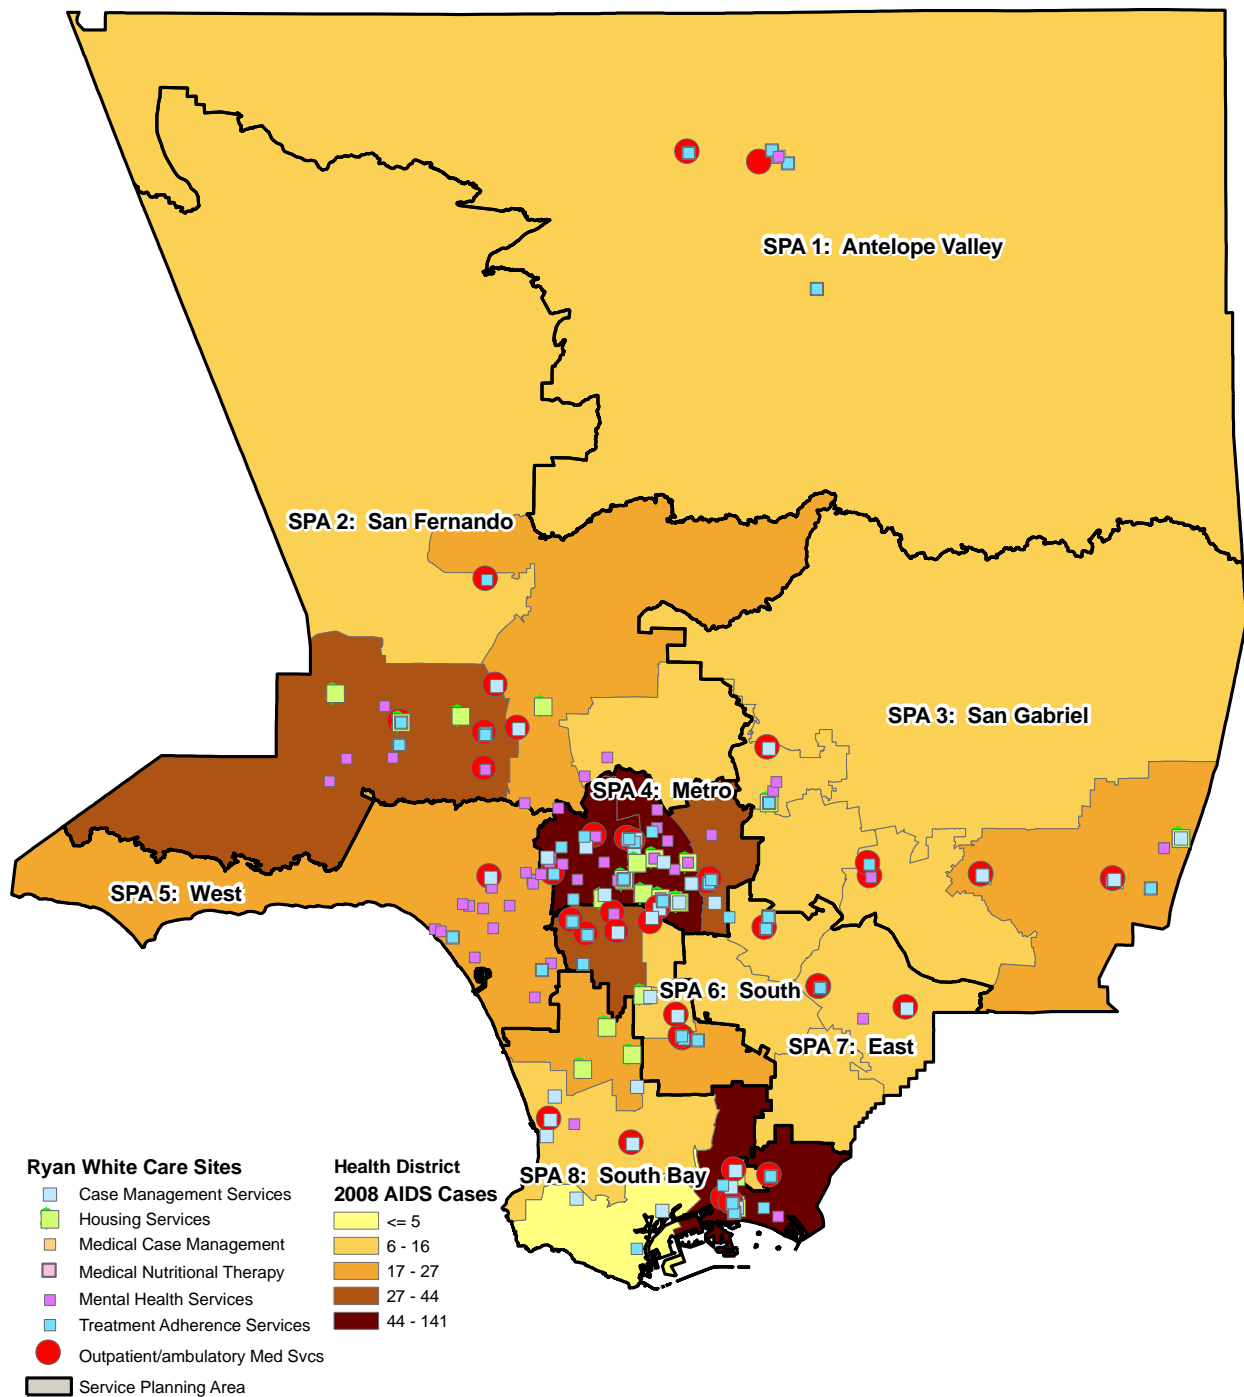 SPA 1: Antelope Valley
SPA 2: San Fernando
SPA 3: San Gabriel
SPA 4: Metro
SPA 5: West
SPA 6: South
SPA 7: East
SPA 8: South Bay
Ryan White Care Sites
Case Management Services
Housing Services
Medical Case Management
Medical Nutritional Therapy
Mental Health Services
Treatment Adherence Services
Outpatient/ambulatory Med Svcs
Service Planning Area
Health District
2008 AIDS Cases
<= 5
6 - 16
17 - 27
27 - 44
44 - 141